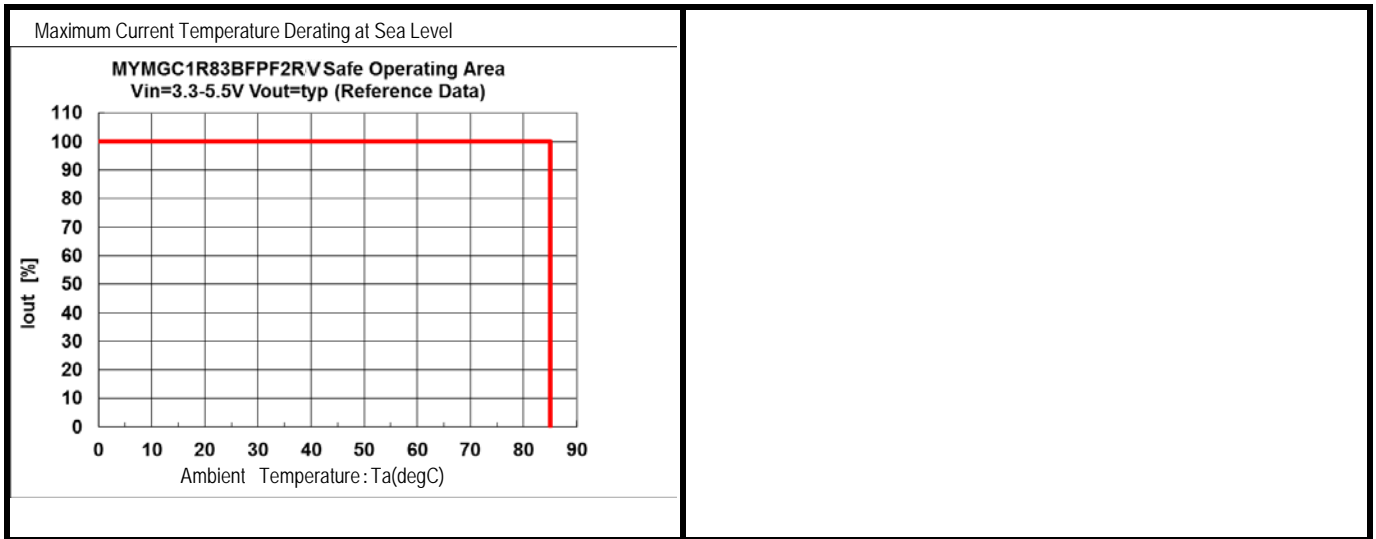 Maximum Current Temperature Derating at Sea Level
MYMGC1R83BFPF2R/V Safe Operating Area
Vin=3.3-5.5V Vout=typ (Reference Data)
110
100
90
80
70
60
50
40
30
20
10
0
Iout [%]
0 10 20 30 40 50 60 70 80 90
Ambient Temperature : Ta(degC)